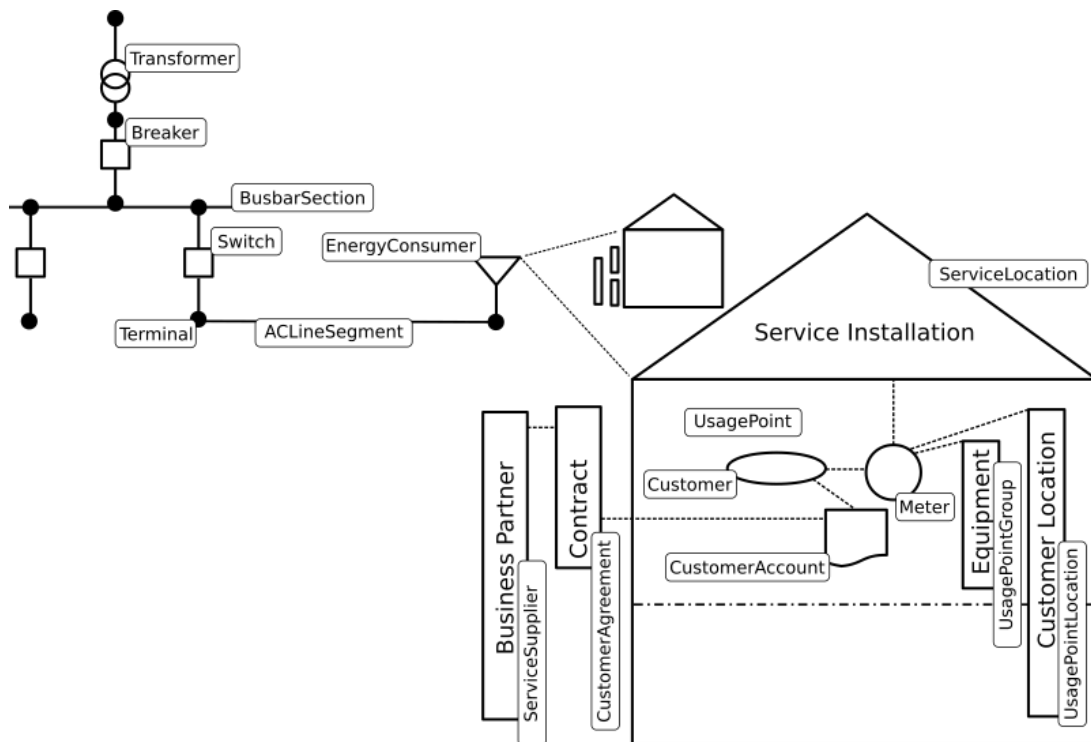 Transformer
Breaker
BusbarSection
Switch
EnergyConsumer
Terminal
ACLineSegment
ServiceLocation
Service Installation
UsagePoint
Customer
Meter
CustomerAccount
Business Partner
ServiceSupplier
Contract
CustomerAgreement
Equipment
UsagePointGroup
Customer Location
UsagePointLocation